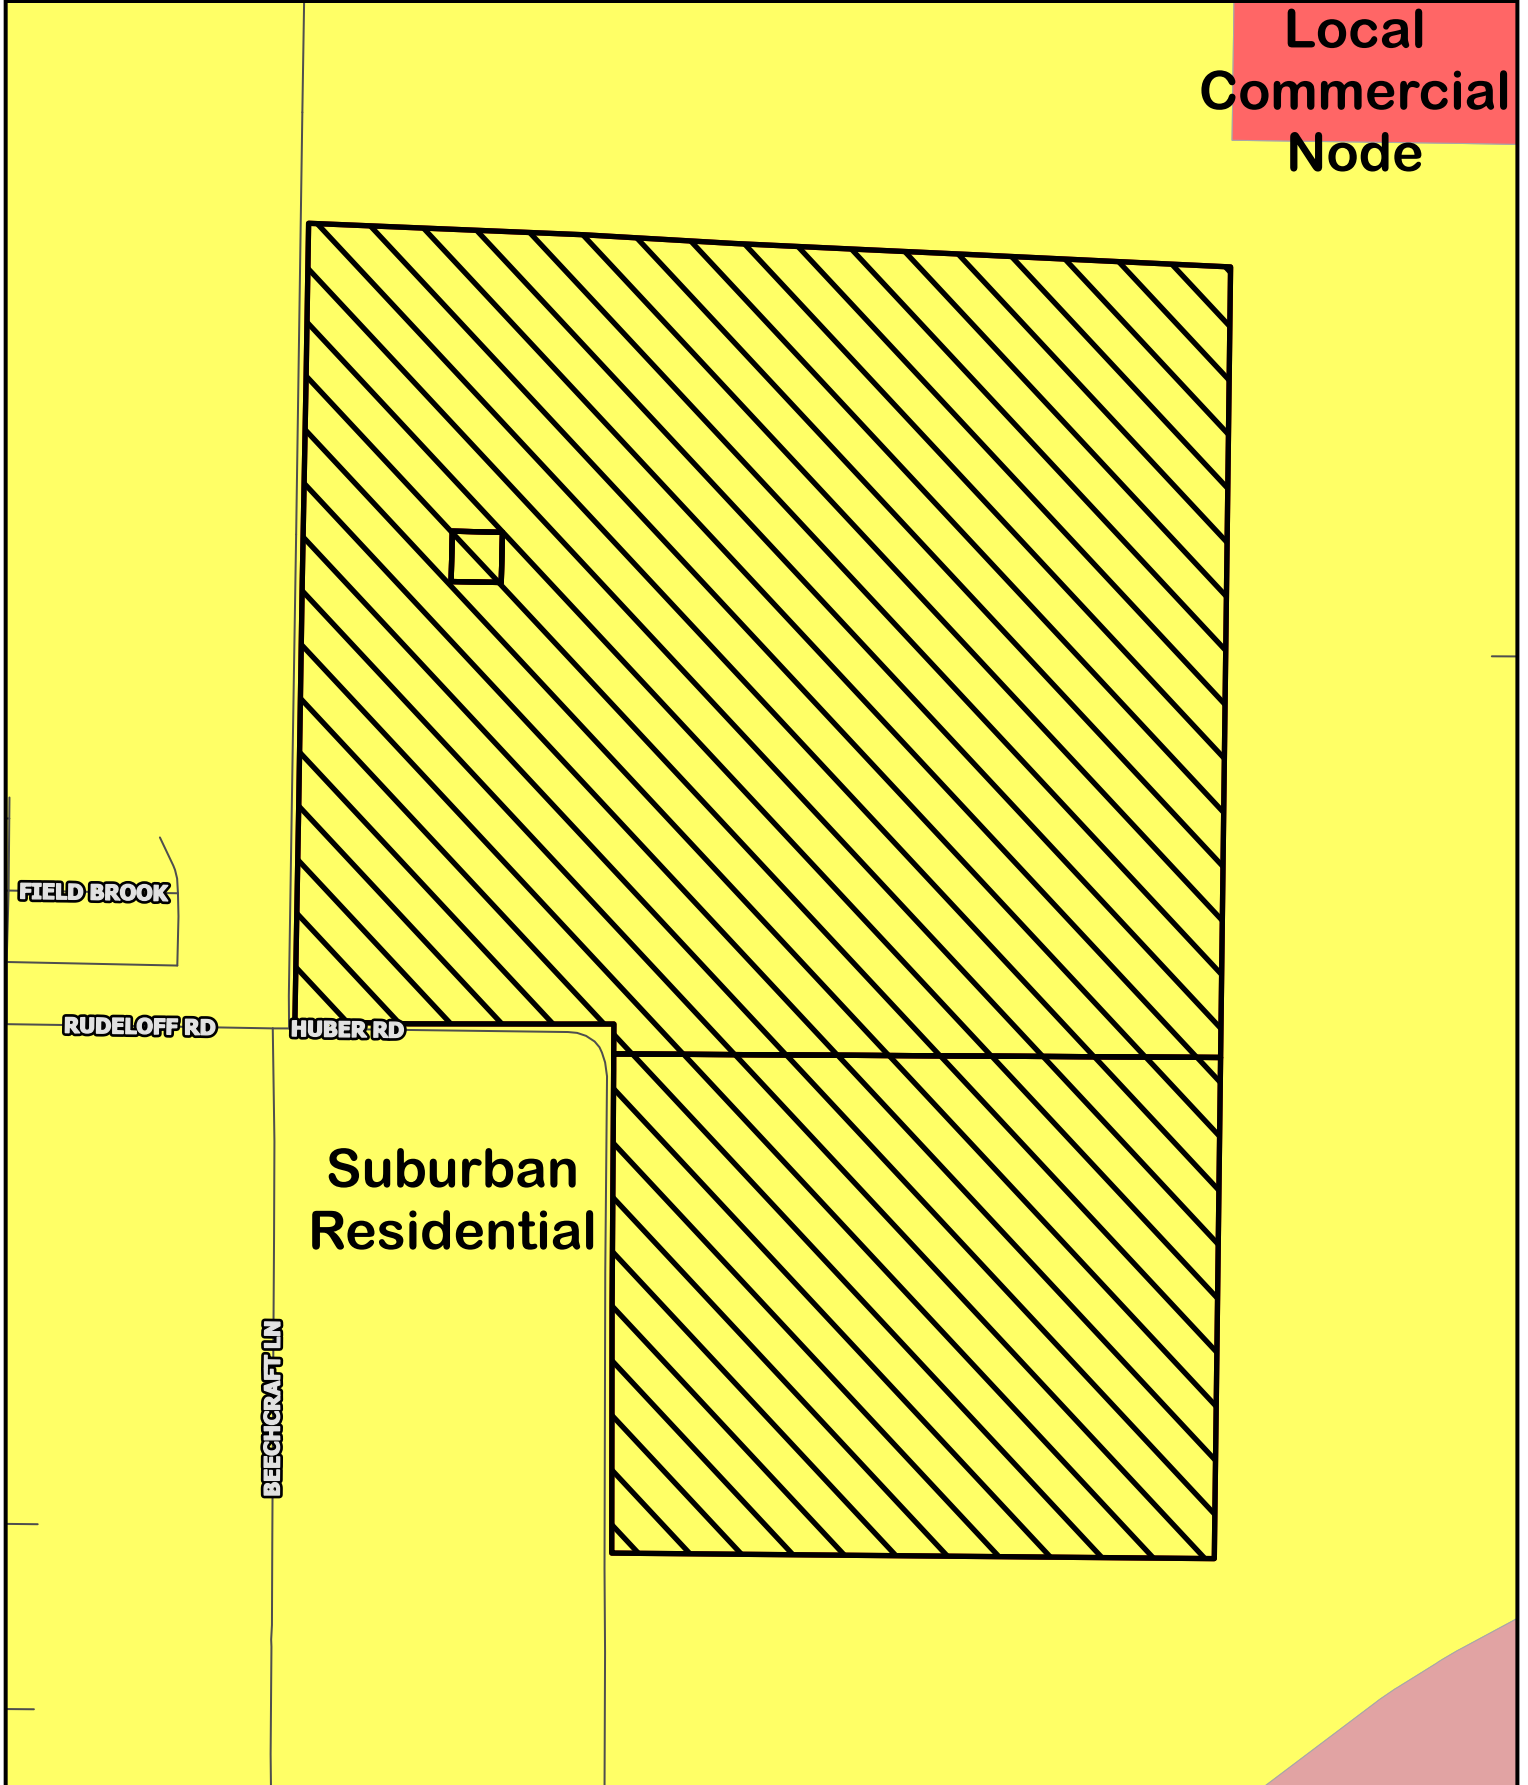 Local
Commercial
Node
FIELD BROOK
RUDELOFF RD
HUBER RD
Suburban
Residential
BEECHCRAFT LN